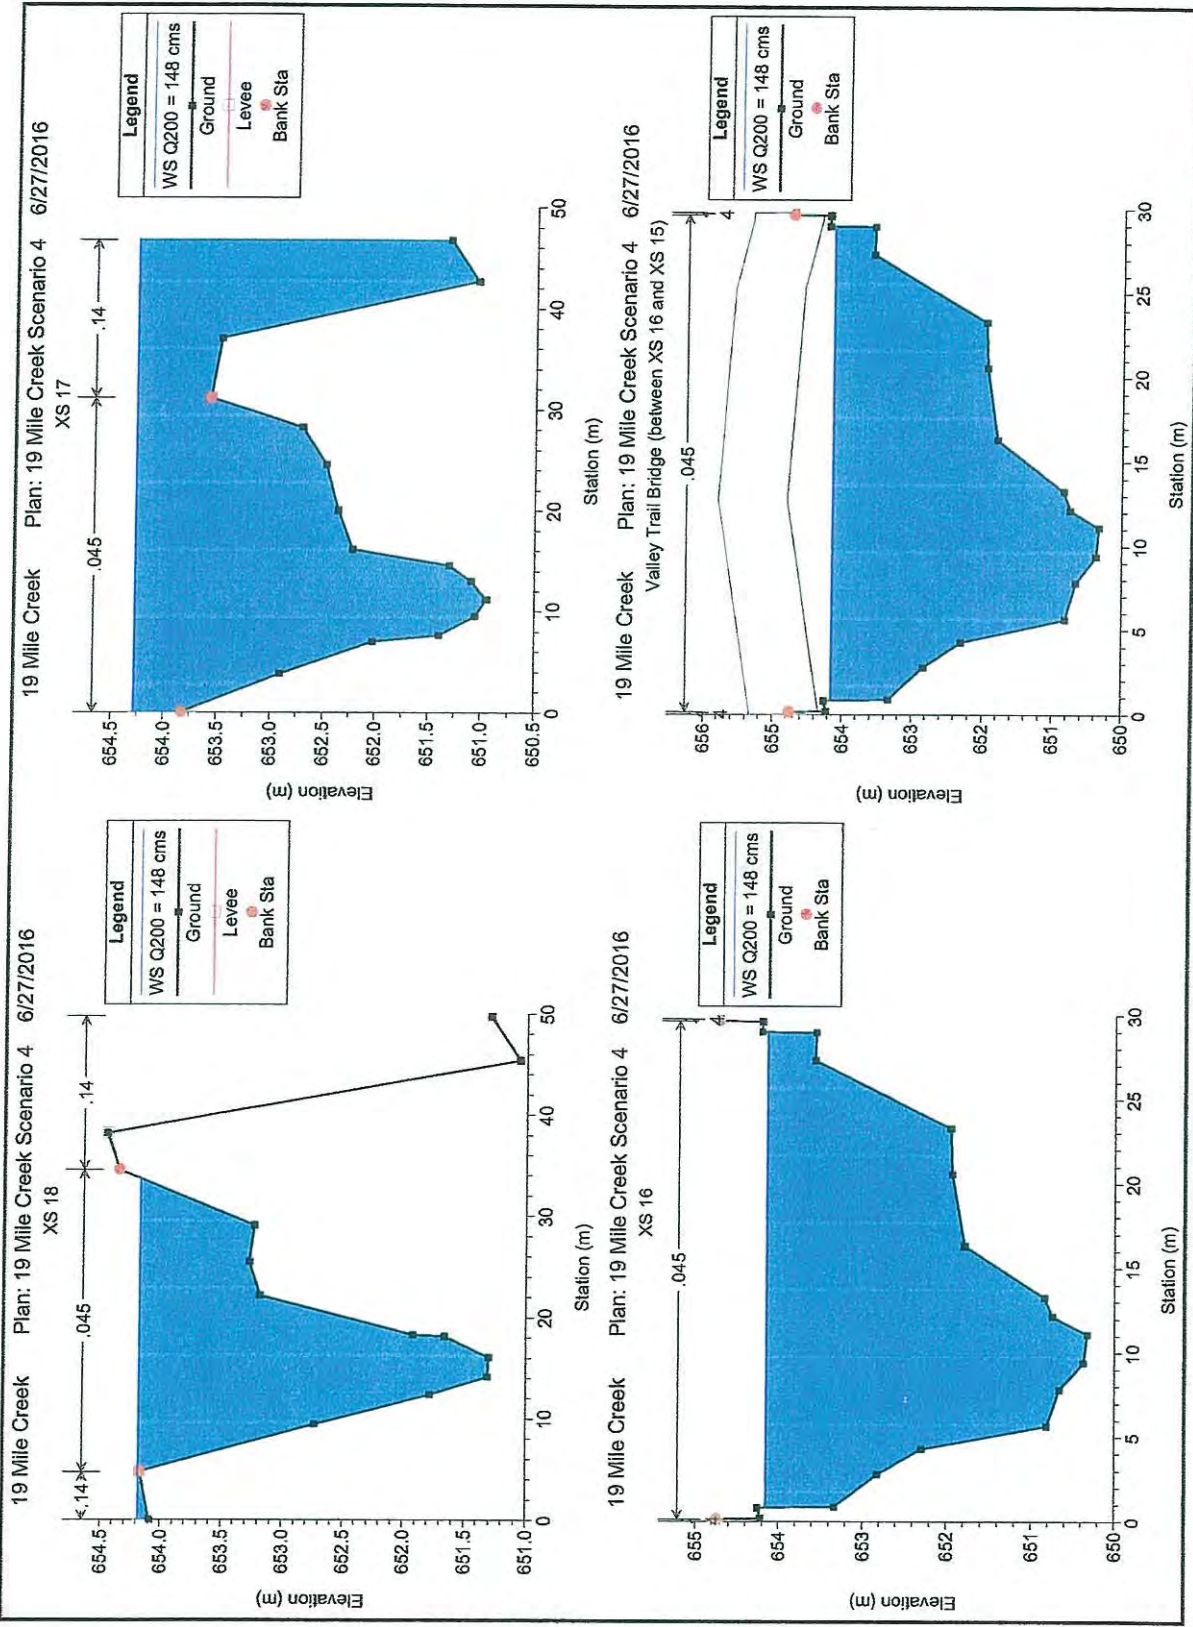 19 Mile Creek Plan: 19 Mile Creek Scenario 4 6/27/2016
XS 18
.14
.045
.14
654.5
654.0
653.5
653.0
652.5
652.0
651.5
651.0
Elevation (m)
0 10 20 30 40 50
Station (m)
Legend
WS Q200 = 148 cms
Ground
Levee
Bank Sta
19 Mile Creek Plan: 19 Mile Creek Scenario 4 6/27/2016
XS 17
.045
.14
654.5
654.0
653.5
653.0
652.5
652.0
651.5
651.0
650.5
Elevation (m)
0 10 20 30 40 50
Station (m)
Legend
WS Q200 = 148 cms
Ground
Levee
Bank Sta
19 Mile Creek Plan: 19 Mile Creek Scenario 4 6/27/2016
XS 16
.045
655
654
653
652
651
650
Elevation (m)
0 5 10 15 20 25 30
Station (m)
Legend
WS Q200 = 148 cms
Ground
Bank Sta
19 Mile Creek Plan: 19 Mile Creek Scenario 4 6/27/2016
Valley Trail Bridge (between XS 16 and XS 15)
.045
656
655
654
653
652
651
650
Elevation (m)
0 5 10 15 20 25 30
Station (m)
Legend
WS Q200 = 148 cms
Ground
Bank Sta